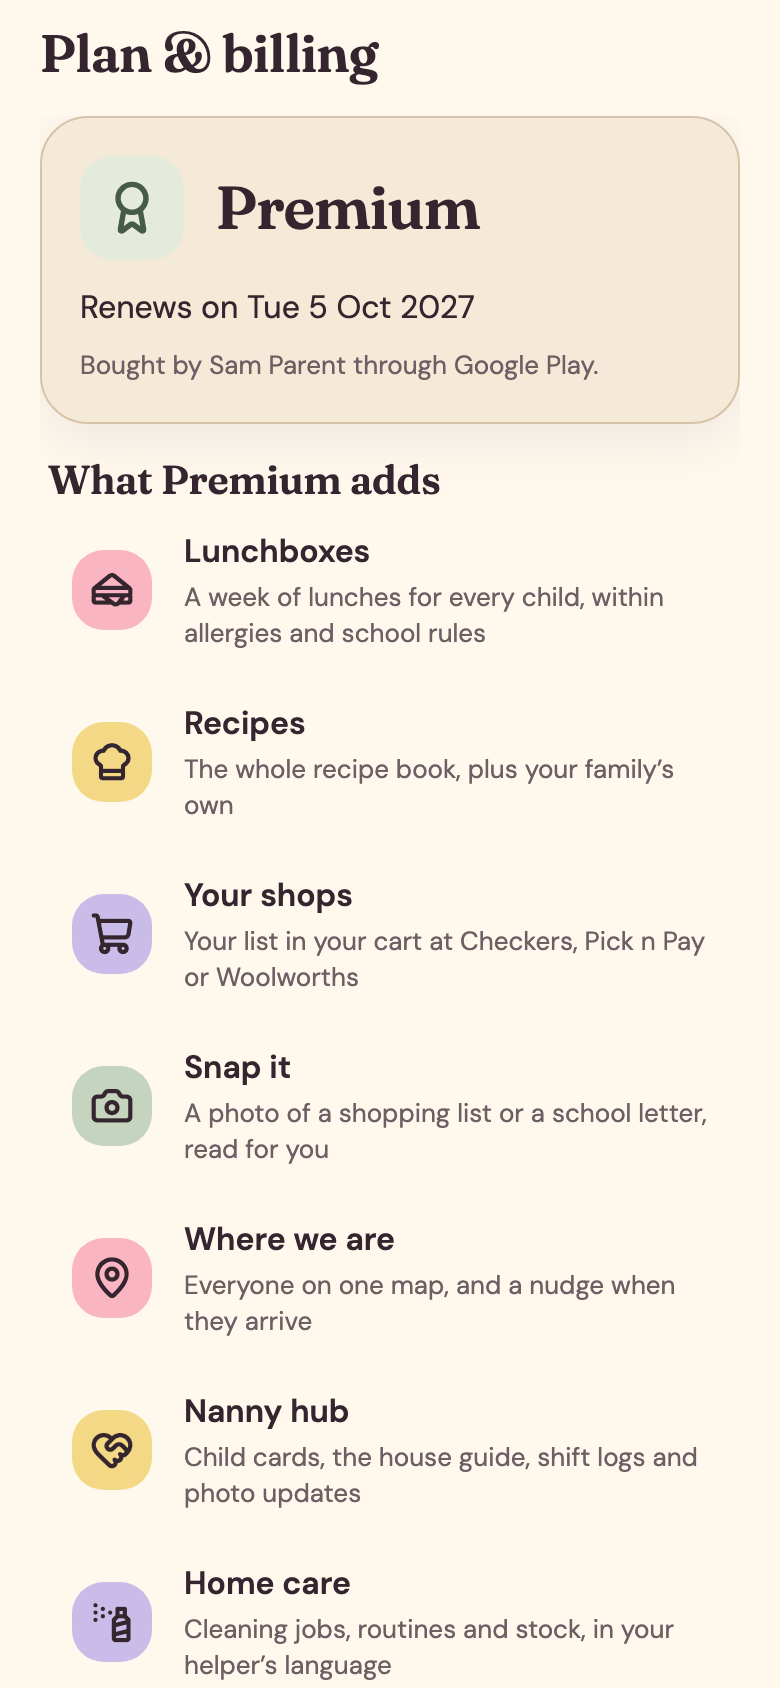 Plan & billing
Premium
Renews on Tue 5 Oct 2027
Bought by Sam Parent through Google Play.
What Premium adds
Lunchboxes
A week of lunches for every child, within
allergies and school rules
Recipes
The whole recipe book, plus your family’s
own
Your shops
Your list in your cart at Checkers, Pick n Pay
or Woolworths
Snap it
A photo of a shopping list or a school letter,
read for you
Where we are
Everyone on one map, and a nudge when
they arrive
Nanny hub
Child cards, the house guide, shift logs and
photo updates
Home care
Cleaning jobs, routines and stock, in your
helper’s language